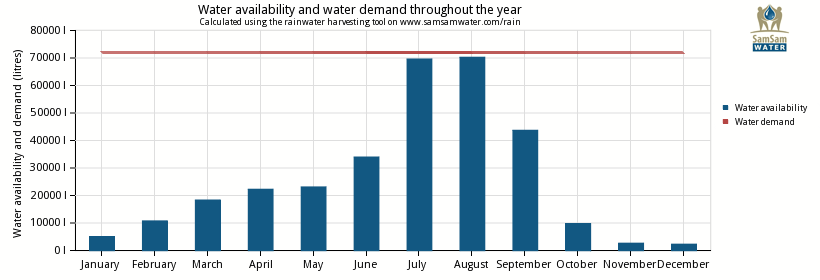 Water availability and water demand throughout the year
Calculated using the rainwater harvesting tool on www.samsamwater.com/rain
SamSam
WATER
Water availability and demand (litres)
80000 l
70000 l
60000 l
50000 l
40000 l
30000 l
20000 l
10000 l
0 l
January February March April May June July August September October November December
Water availability
Water demand